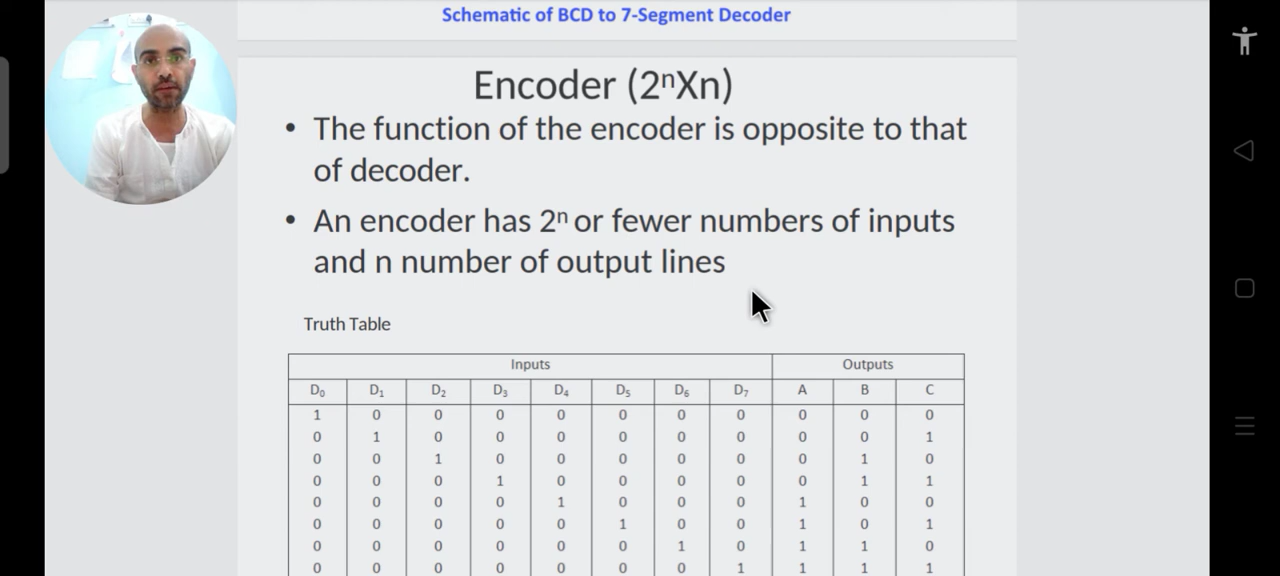 Schematic of BCD to 7-Segment Decoder
Encoder (2ⁿXn)
• The function of the encoder is opposite to that
of decoder.
• An encoder has 2ⁿ or fewer numbers of inputs
and n number of output lines
Truth Table
Inputs Outputs
D₀ D₁ D₂ D₃ D₄ D₅ D₆ D₇ A B C
1 0 0 0 0 0 0 0 0 0 0
0 1 0 0 0 0 0 0 0 0 1
0 0 1 0 0 0 0 0 0 1 0
0 0 0 1 0 0 0 0 0 1 1
0 0 0 0 1 0 0 0 1 0 0
0 0 0 0 0 1 0 0 1 0 1
0 0 0 0 0 0 1 0 1 1 0
0 0 0 0 0 0 0 1 1 1 1